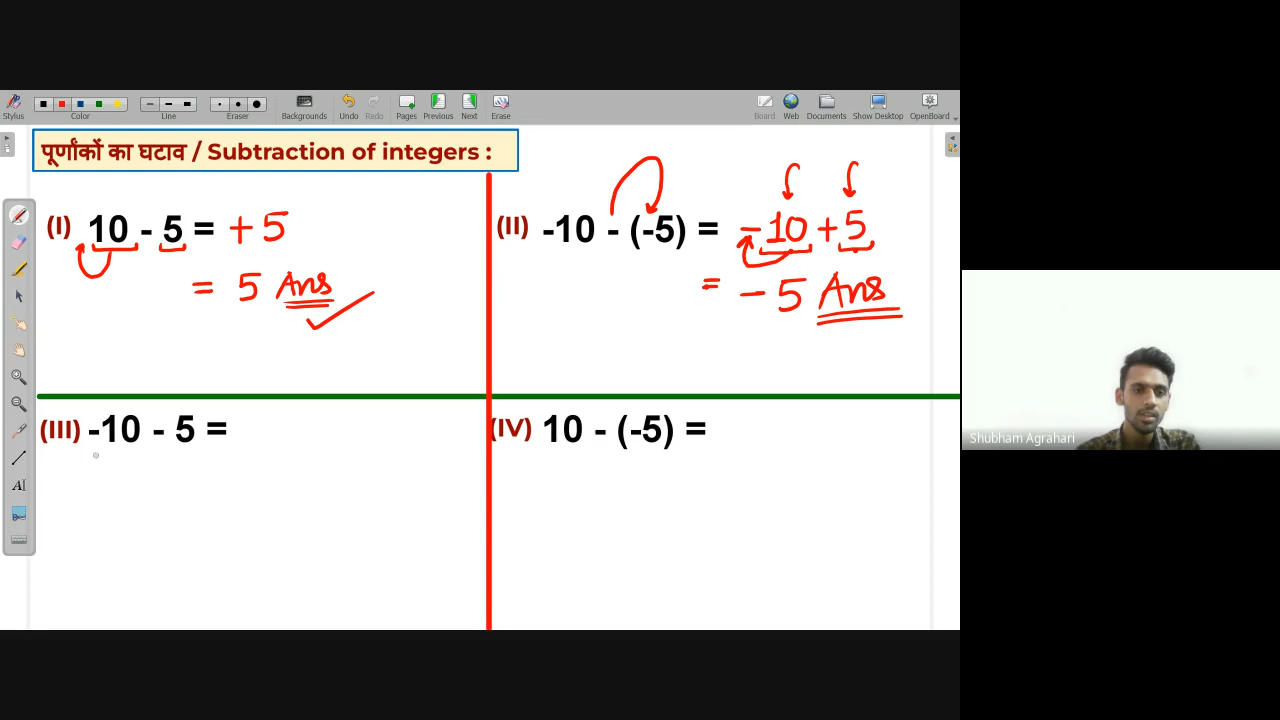 Stylus
Color
Line
Eraser
Backgrounds
Undo
Redo
Pages
Previous
Next
Erase
Board
Web
Documents
Show Desktop
OpenBoard
पूर्णांकों का घटाव / Subtraction of integers :
(I) 10 - 5 = + 5
= 5 Ans
(II) -10 - (-5) = - 10 + 5
= - 5 Ans
(III) -10 - 5 =
(IV) 10 - (-5) =
Shubham Agrahari